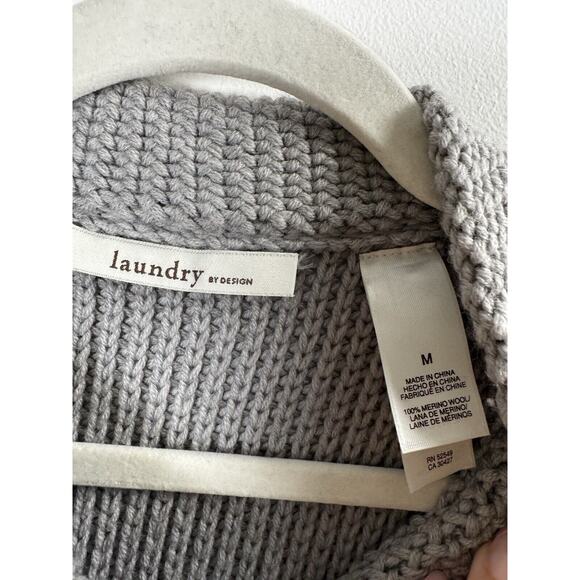 laundry BY DESIGN
M
MADE IN CHINA
HECHO EN CHINA
FABRIQUÉ EN CHINE
100% MERINO WOOL/
LANA DE MERINO/
LAINE DE MÉRINOS
RN 52549
CA 30427